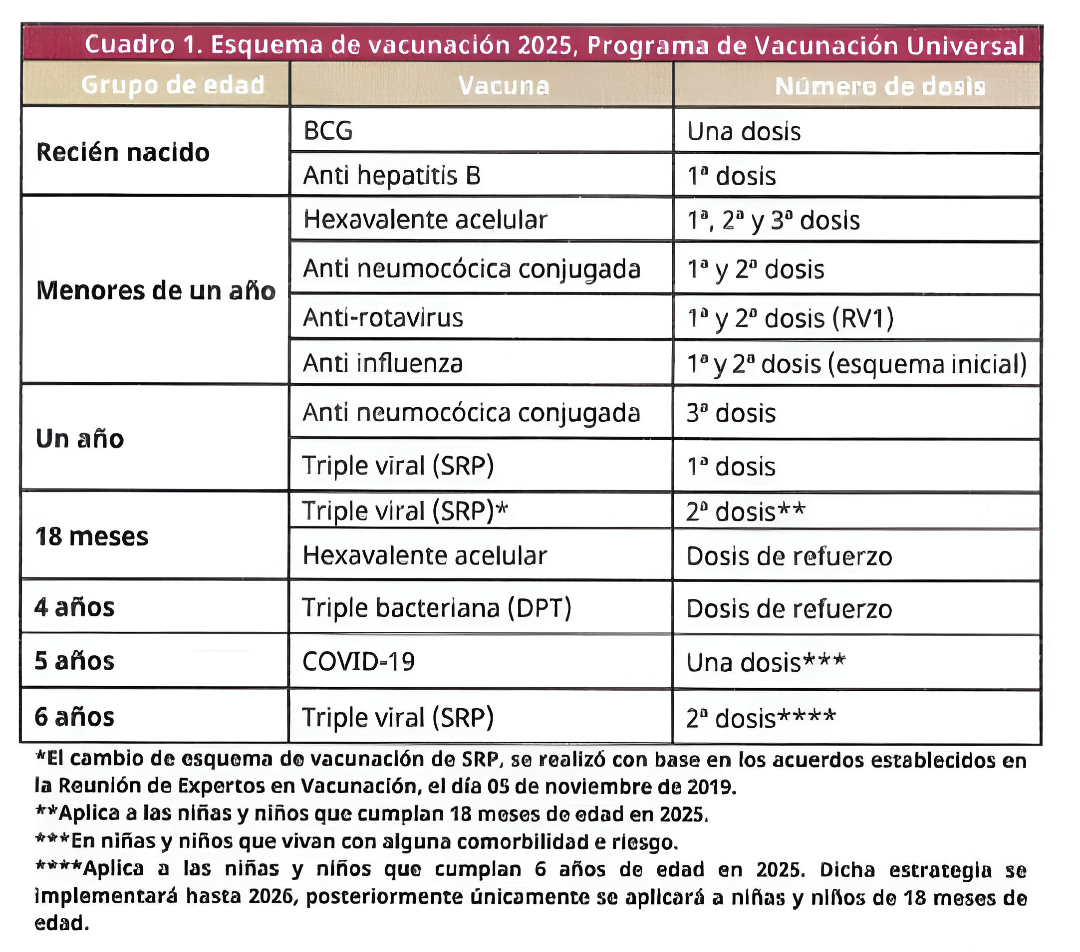 Cuadro 1. Esquema de vacunación 2025, Programa de Vacunación Universal
Grupo de edad Vacuna Número de dosis
Recién nacido
BCG Una dosis
Anti hepatitis B 1ª dosis
Menores de un año
Hexavalente acelular 1ª, 2ª y 3ª dosis
Anti neumocócica conjugada 1ª y 2ª dosis
Anti-rotavirus 1ª y 2ª dosis (RV1)
Anti influenza 1ª y 2ª dosis (esquema inicial)
Un año
Anti neumocócica conjugada 3ª dosis
Triple viral (SRP) 1ª dosis
18 meses
Triple viral (SRP)* 2ª dosis**
Hexavalente acelular Dosis de refuerzo
4 años Triple bacteriana (DPT) Dosis de refuerzo
5 años COVID-19 Una dosis***
6 años Triple viral (SRP) 2ª dosis****
*El cambio de esquema de vacunación de SRP, se realizó con base en los acuerdos establecidos en
la Reunión de Expertos en Vacunación, el día 05 de noviembre de 2019.
**Aplica a las niñas y niños que cumplan 18 meses de edad en 2025.
***En niñas y niños que vivan con alguna comorbilidad e riesgo.
****Aplica a las niñas y niños que cumplan 6 años de edad en 2025. Dicha estrategia se
implementará hasta 2026, posteriormente únicamente se aplicará a niñas y niños de 18 meses de
edad.